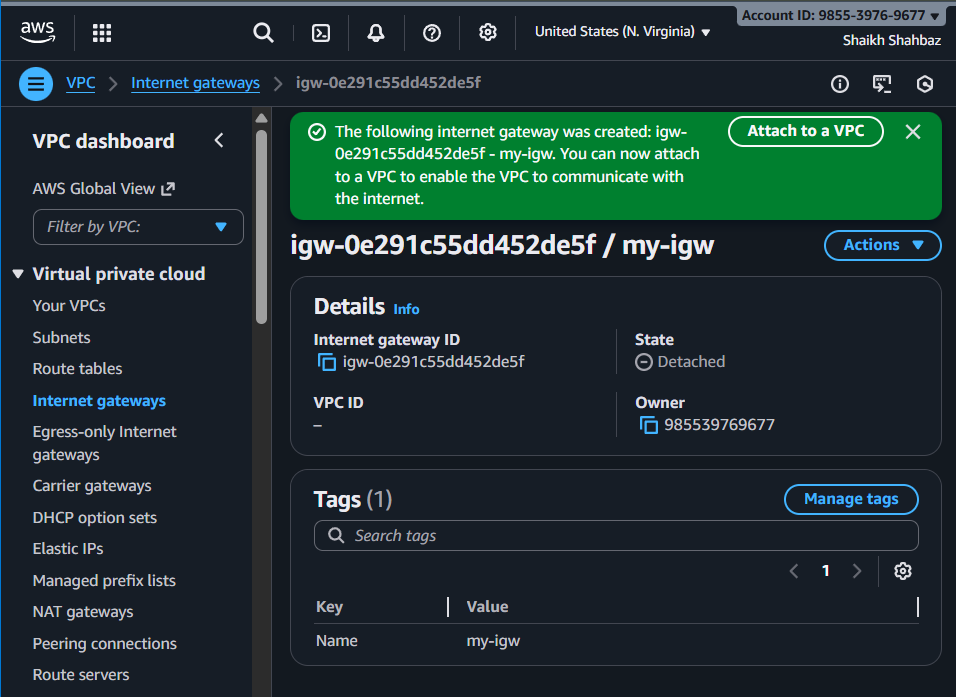 aws
United States (N. Virginia)
Account ID: 9855-3976-9677
Shaikh Shahbaz
VPC
Internet gateways
igw-0e291c55dd452de5f
VPC dashboard
AWS Global View
Filter by VPC:
Virtual private cloud
Your VPCs
Subnets
Route tables
Internet gateways
Egress-only Internet
gateways
Carrier gateways
DHCP option sets
Elastic IPs
Managed prefix lists
NAT gateways
Peering connections
Route servers
The following internet gateway was created: igw-
0e291c55dd452de5f - my-igw. You can now attach
to a VPC to enable the VPC to communicate with
the internet.
Attach to a VPC
igw-0e291c55dd452de5f / my-igw
Actions
Details Info
Internet gateway ID
igw-0e291c55dd452de5f
State
Detached
VPC ID
–
Owner
985539769677
Tags (1)
Manage tags
Search tags
1
Key Value
Name my-igw